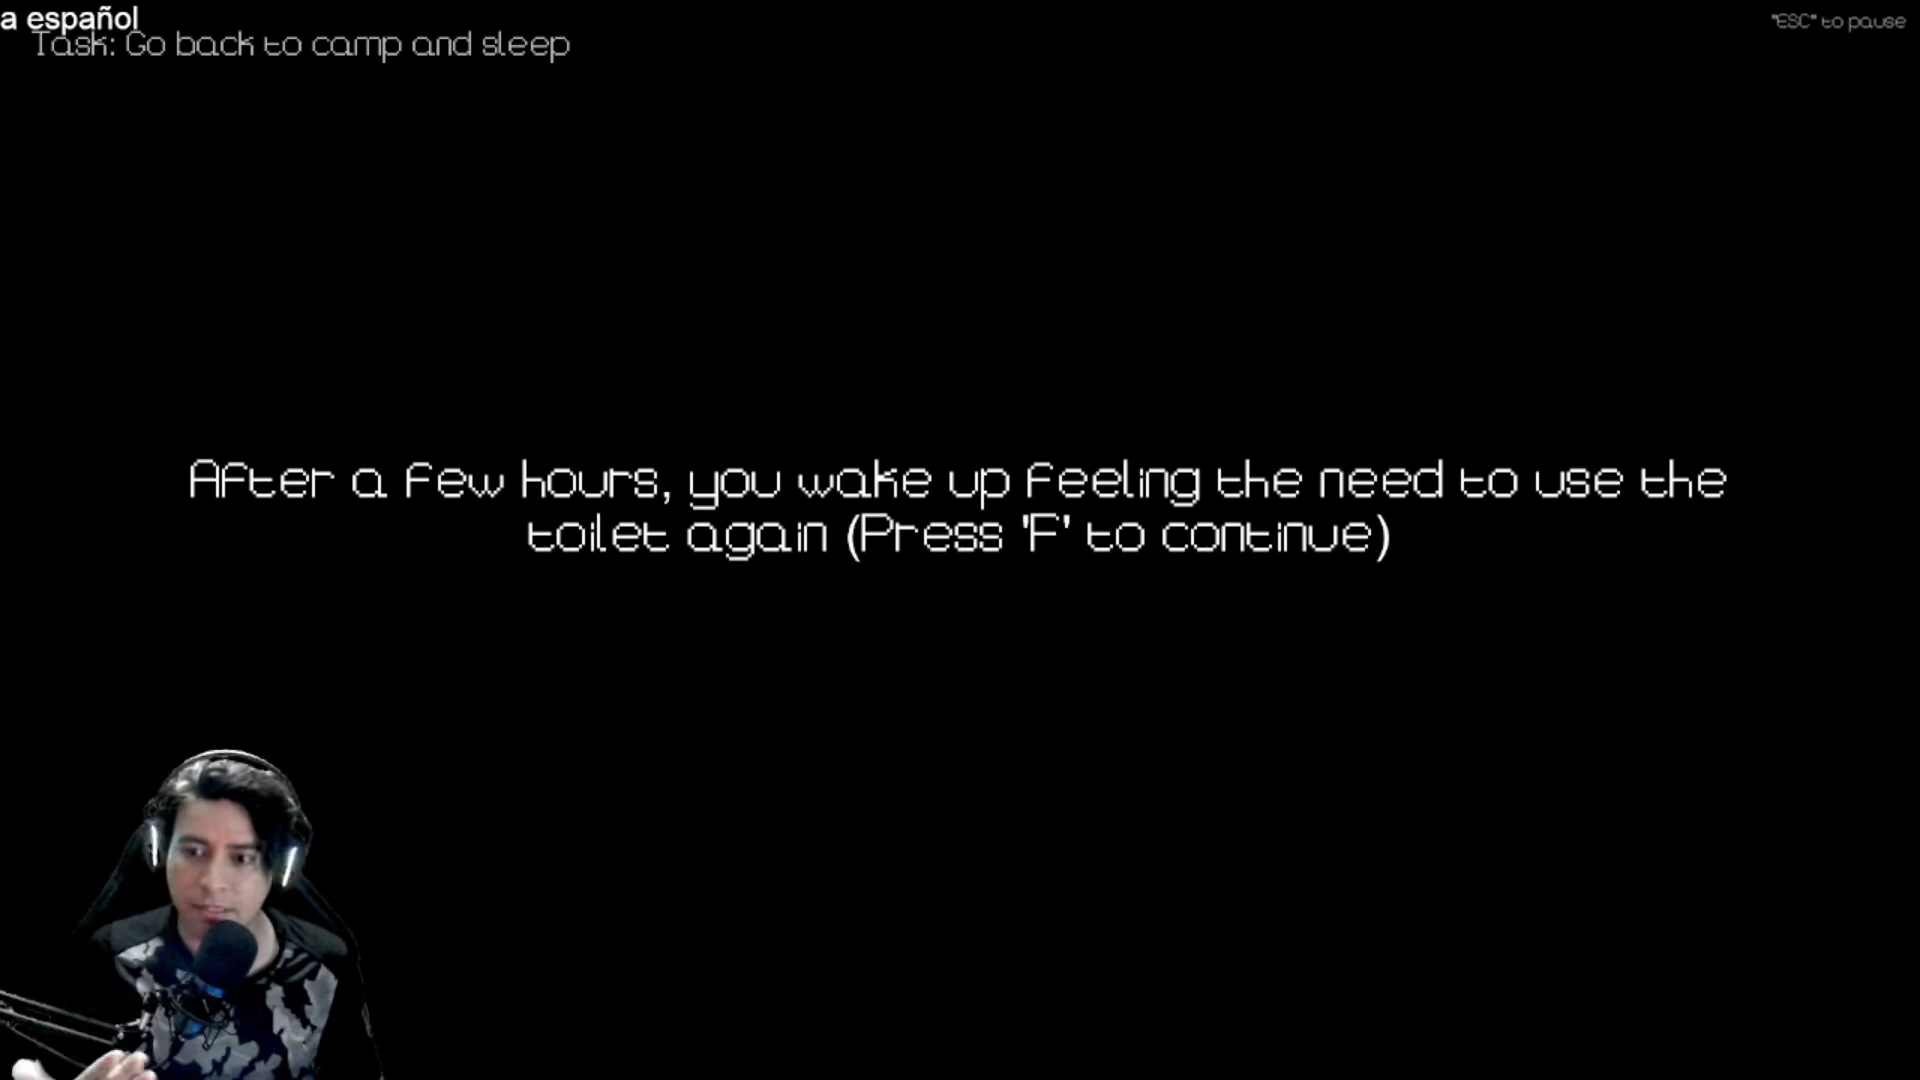 a español
"ESC" to pause
Task: Go back to camp and sleep
After a few hours, you wake up feeling the need to use the
toilet again (Press 'F' to continue)